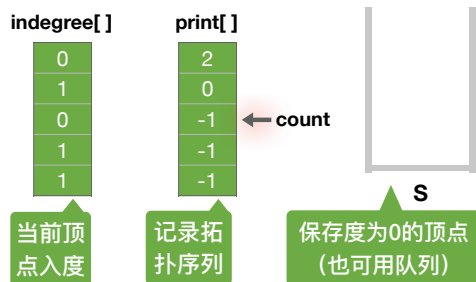 indegree[ ]
print[ ]
0
1
0
1
1
2
0
-1
-1
-1
count
S
当前顶
点入度
记录拓
扑序列
保存度为0的顶点
（也可用队列）